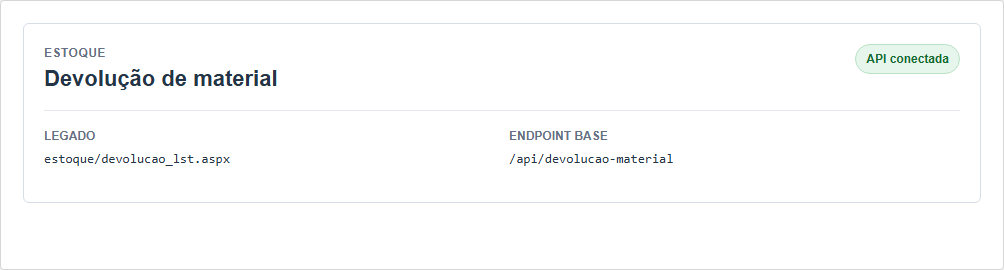 ESTOQUE
Devolução de material
API conectada
LEGADO
estoque/devolucao_lst.aspx
ENDPOINT BASE
/api/devolucao-material